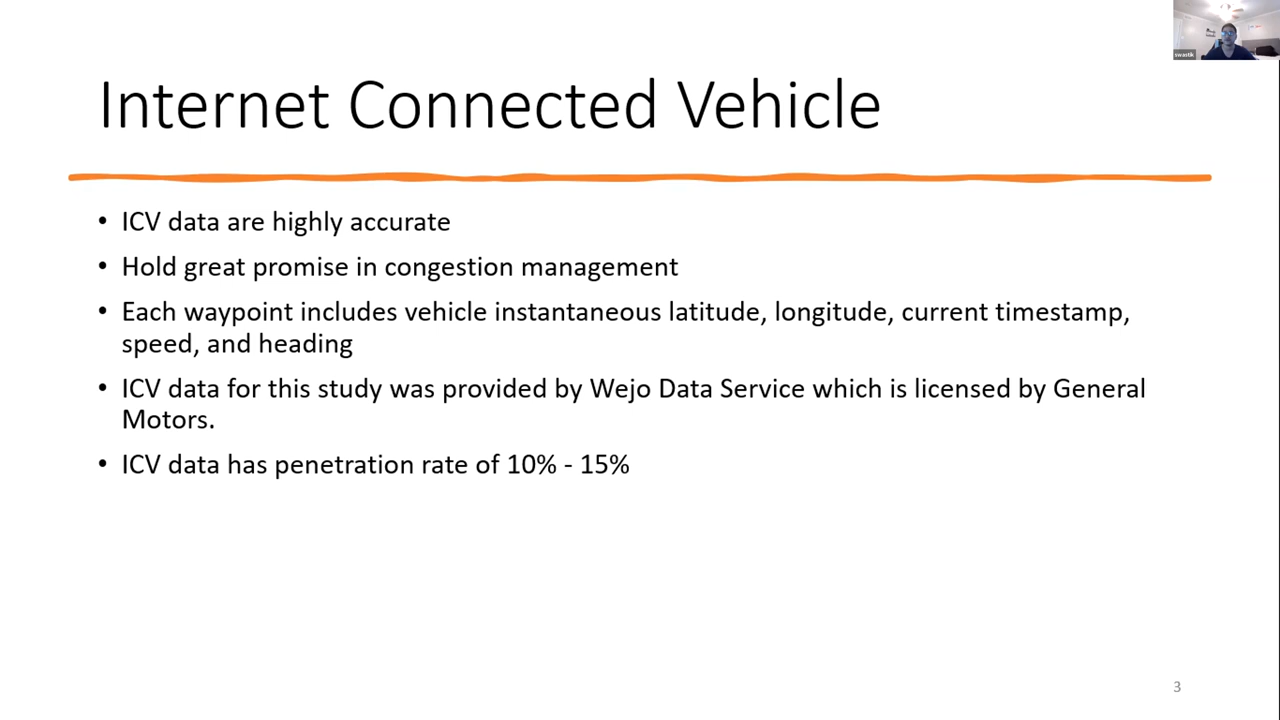 swastik
Internet Connected Vehicle
• ICV data are highly accurate
• Hold great promise in congestion management
• Each waypoint includes vehicle instantaneous latitude, longitude, current timestamp,
speed, and heading
• ICV data for this study was provided by Wejo Data Service which is licensed by General
Motors.
• ICV data has penetration rate of 10% - 15%
3